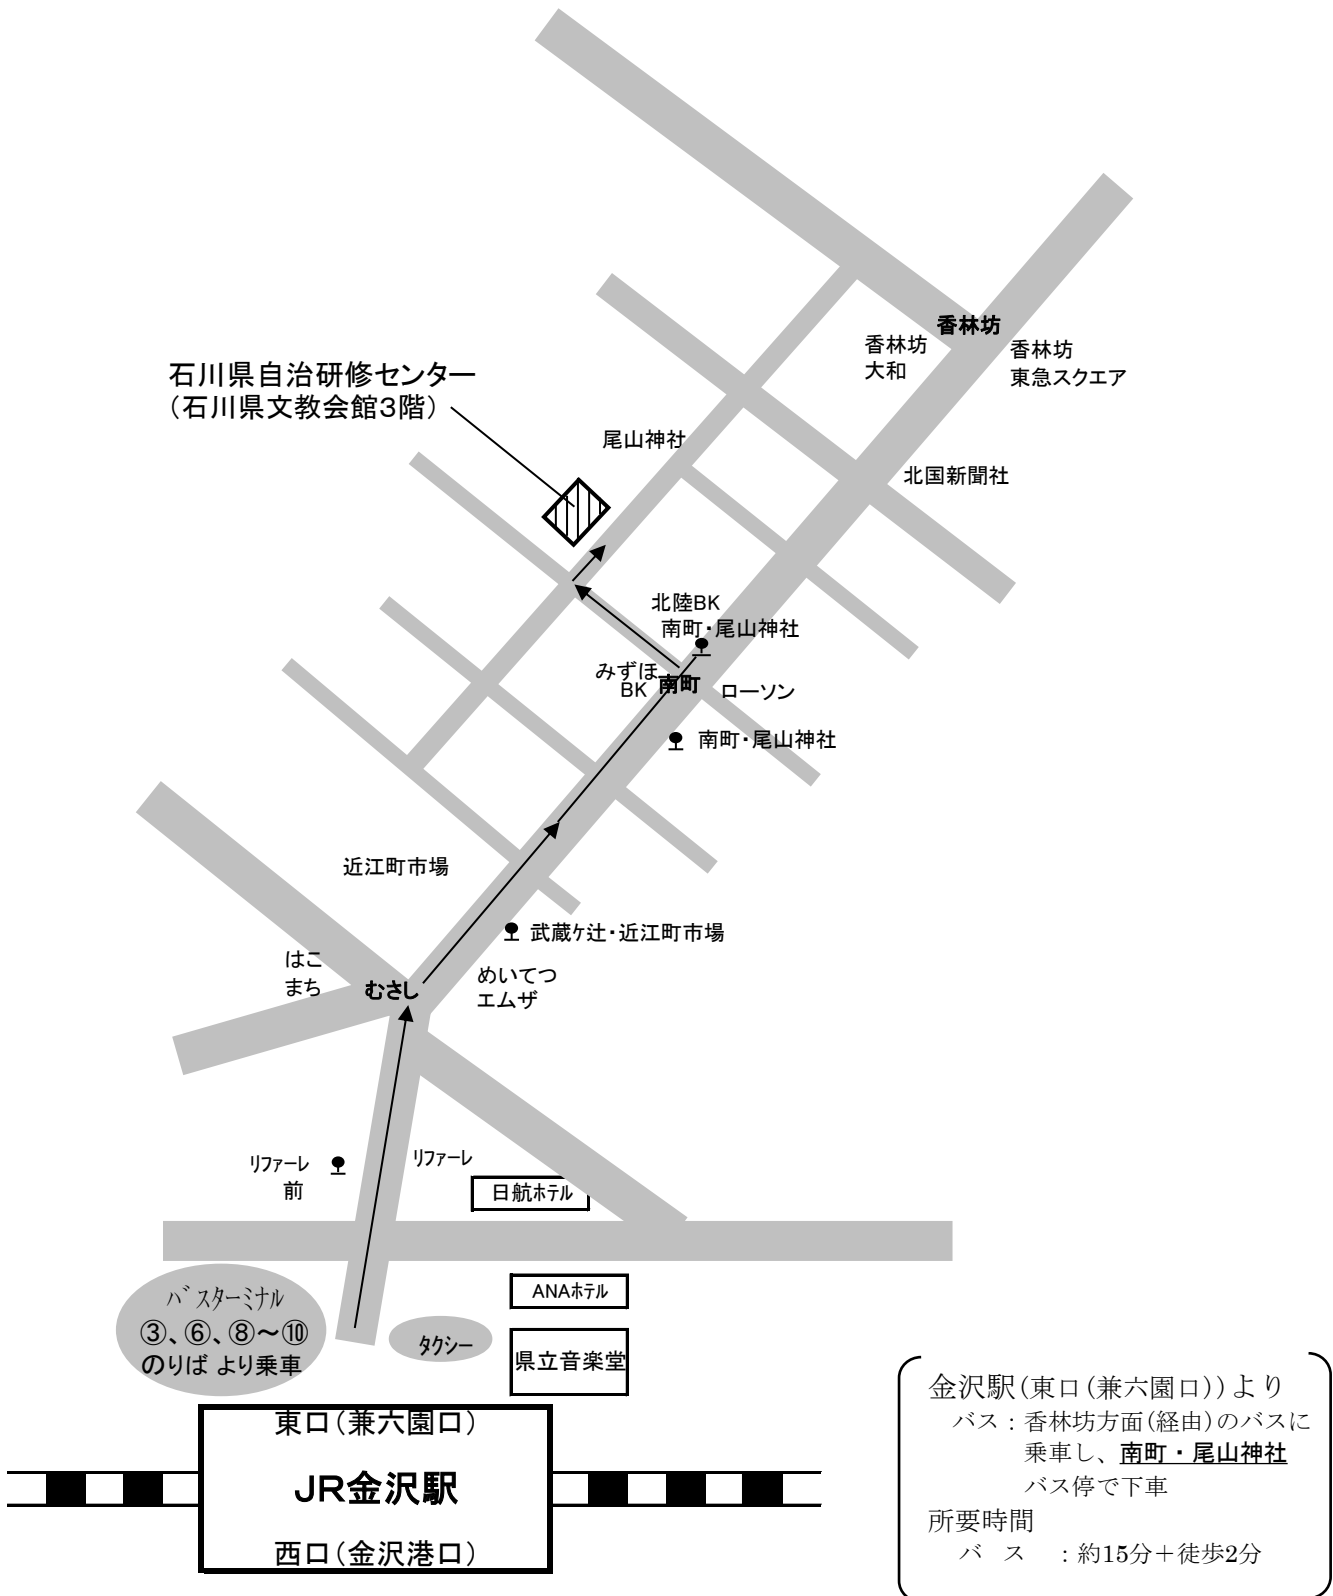 香林坊
香林坊
大和
香林坊
東急スクエア
石川県自治研修センター
（石川県文教会館３階）
尾山神社
北国新聞社
北陸BK
南町・尾山神社
みずほ
BK
南町
ローソン
南町・尾山神社
近江町市場
武蔵ケ辻・近江町市場
はこ
まち
むさし
めいてつ
エムザ
リファーレ
前
リファーレ
日航ホテル
バスターミナル
③、⑥、⑧～⑩
のりば より乗車
タクシー
ANAホテル
県立音楽堂
東口（兼六園口）
JR金沢駅
西口（金沢港口）
金沢駅(東口(兼六園口))より
バス：香林坊方面(経由)のバスに
乗車し、南町・尾山神社
バス停で下車
所要時間
バ ス ：約15分＋徒歩2分